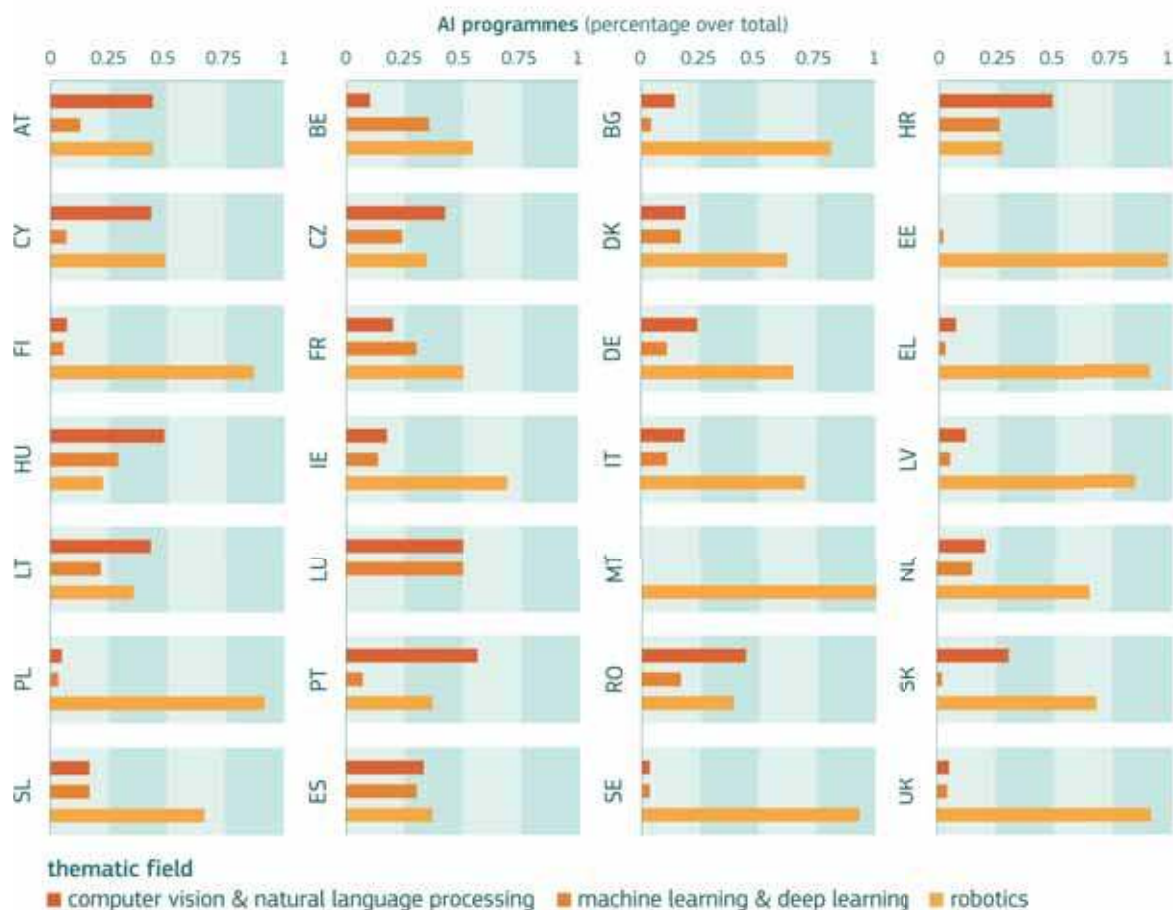 AI programmes (percentage over total)
0 0.25 0.5 0.75 1 0 0.25 0.5 0.75 1 0 0.25 0.5 0.75 1 0 0.25 0.5 0.75 1
AT BE BG HR
CY CZ DK EE
FI FR DE EL
HU IE IT LV
LT LU MT NL
PL PT RO SK
SL ES SE UK
thematic field
computer vision & natural language processing machine learning & deep learning robotics